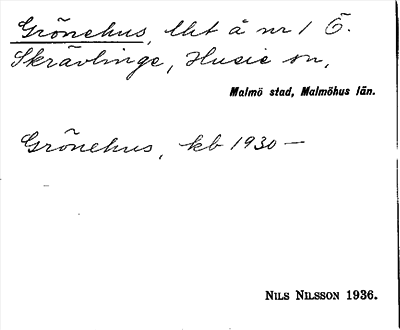 Grönehus, lht å nr 1 Ö.
Skrävlinge, Husie sn,
Malmö stad, Malmöhus län.
Grönehus, kb 1930 —
NILS NILSSON 1936.